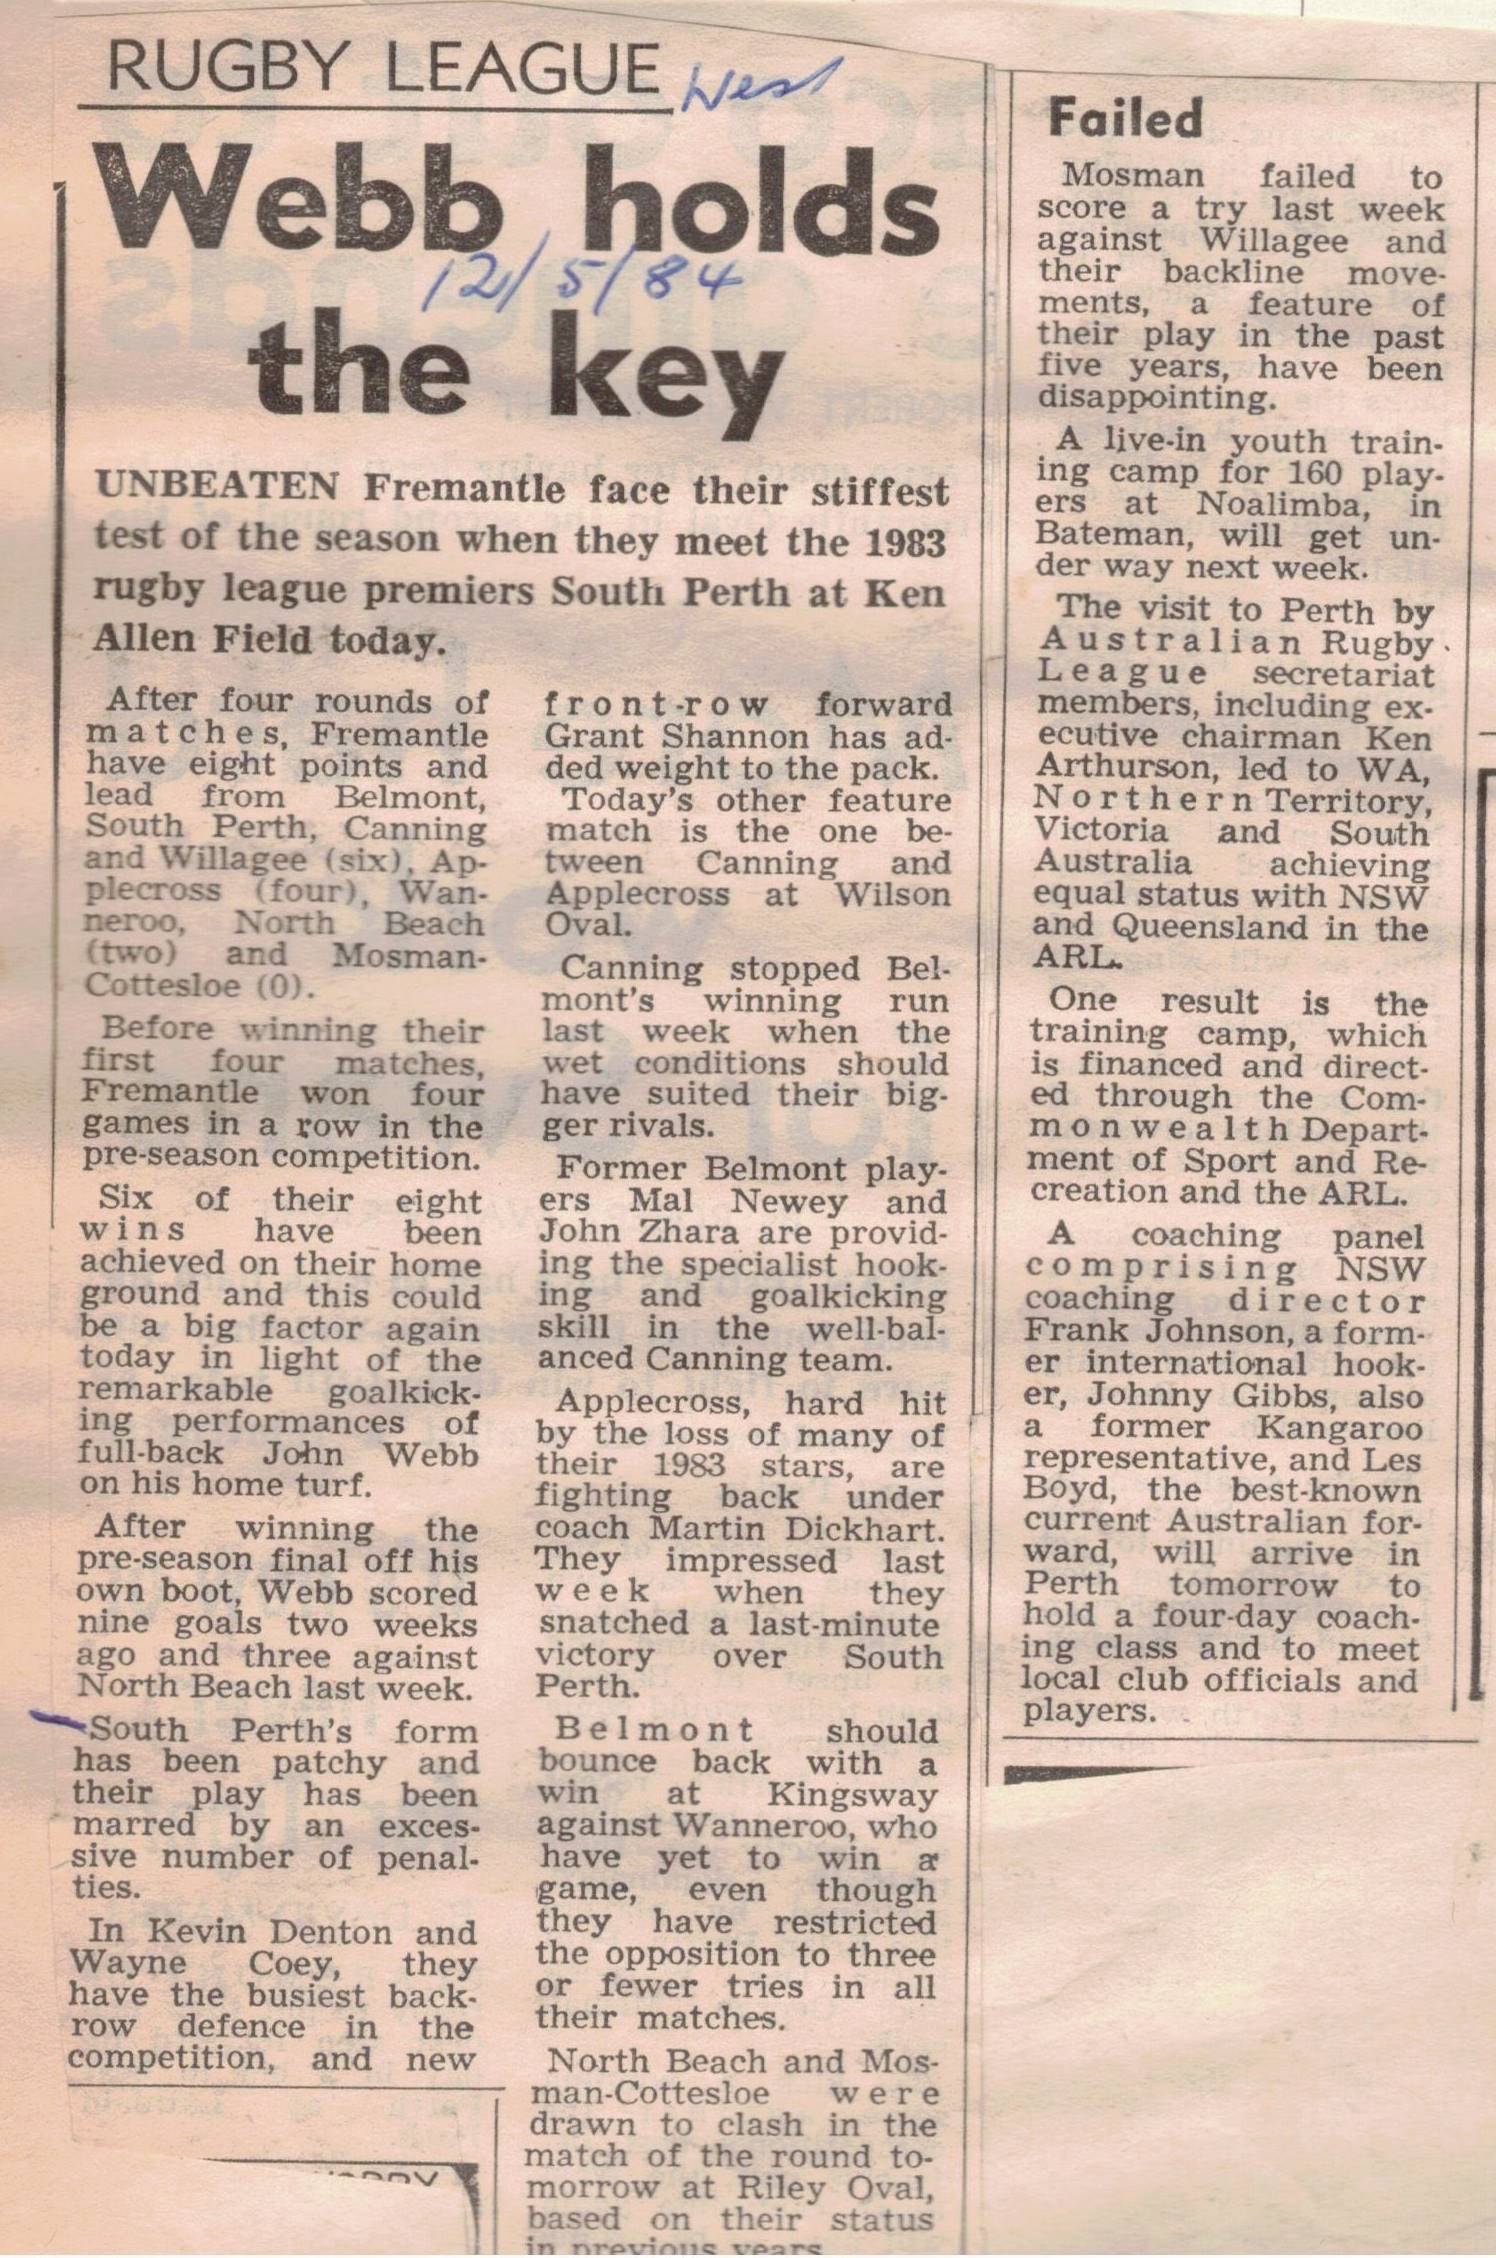 RUGBY LEAGUE West
Webb holds
12/5/84
the key
UNBEATEN Fremantle face their stiffest
test of the season when they meet the 1983
rugby league premiers South Perth at Ken
Allen Field today.
After four rounds of
matches, Fremantle
have eight points and
lead from Belmont,
South Perth, Canning
and Willagee (six), Ap-
plecross (four), Wan-
neroo, North Beach
(two) and Mosman-
Cottesloe (0).
Before winning their
first four matches,
Fremantle won four
games in a row in the
pre-season competition.
Six of their eight
wins have been
achieved on their home
ground and this could
be a big factor again
today in light of the
remarkable goalkick-
ing performances of
full-back John Webb
on his home turf.
After winning the
pre-season final off his
own boot, Webb scored
nine goals two weeks
ago and three against
North Beach last week.
South Perth's form
has been patchy and
their play has been
marred by an exces-
sive number of penal-
ties.
In Kevin Denton and
Wayne Coey, they
have the busiest back-
row defence in the
competition, and new
front-row forward
Grant Shannon has ad-
ded weight to the pack.
Today's other feature
match is the one be-
tween Canning and
Applecross at Wilson
Oval.
Canning stopped Bel-
mont's winning run
last week when the
wet conditions should
have suited their big-
ger rivals.
Former Belmont play-
ers Mal Newey and
John Zhara are provid-
ing the specialist hook-
ing and goalkicking
skill in the well-bal-
anced Canning team.
Applecross, hard hit
by the loss of many of
their 1983 stars, are
fighting back under
coach Martin Dickhart.
They impressed last
week when they
snatched a last-minute
victory over South
Perth.
Belmont should
bounce back with a
win at Kingsway
against Wanneroo, who
have yet to win a
game, even though
they have restricted
the opposition to three
or fewer tries in all
their matches.
North Beach and Mos-
man-Cottesloe were
drawn to clash in the
match of the round to-
morrow at Riley Oval,
based on their status
in previous years
Failed
Mosman failed to
score a try last week
against Willagee and
their backline move-
ments, a feature of
their play in the past
five years, have been
disappointing.
A live-in youth train-
ing camp for 160 play-
ers at Noalimba, in
Bateman, will get un-
der way next week.
The visit to Perth by
Australian Rugby
League secretariat
members, including ex-
ecutive chairman Ken
Arthurson, led to WA,
Northern Territory,
Victoria and South
Australia achieving
equal status with NSW
and Queensland in the
ARL.
One result is the
training camp, which
is financed and direct-
ed through the Com-
monwealth Depart-
ment of Sport and Re-
creation and the ARL.
A coaching panel
comprising NSW
coaching director
Frank Johnson, a form-
er international hook-
er, Johnny Gibbs, also
a former Kangaroo
representative, and Les
Boyd, the best-known
current Australian for-
ward, will arrive in
Perth tomorrow to
hold a four-day coach-
ing class and to meet
local club officials and
players.